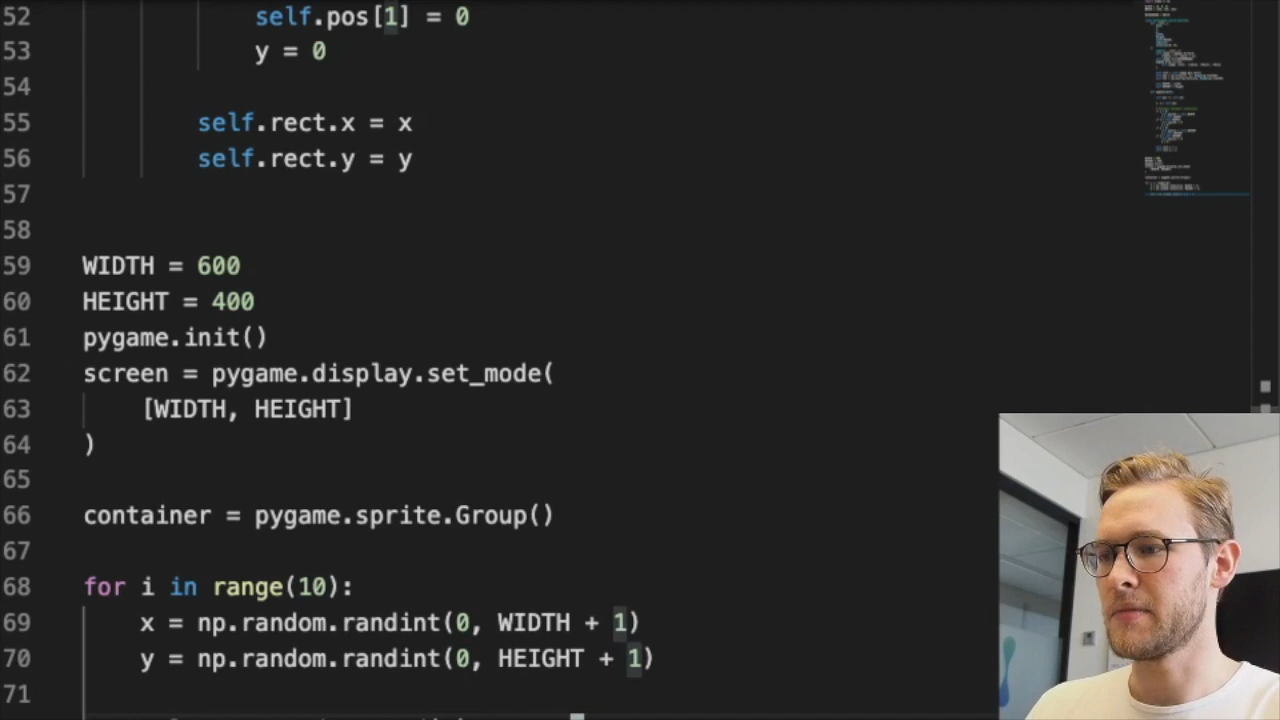 52 self.pos[1] = 0
53 y = 0
54
55 self.rect.x = x
56 self.rect.y = y
57
58
59 WIDTH = 600
60 HEIGHT = 400
61 pygame.init()
62 screen = pygame.display.set_mode(
63 [WIDTH, HEIGHT]
64 )
65
66 container = pygame.sprite.Group()
67
68 for i in range(10):
69 x = np.random.randint(0, WIDTH + 1)
70 y = np.random.randint(0, HEIGHT + 1)
71